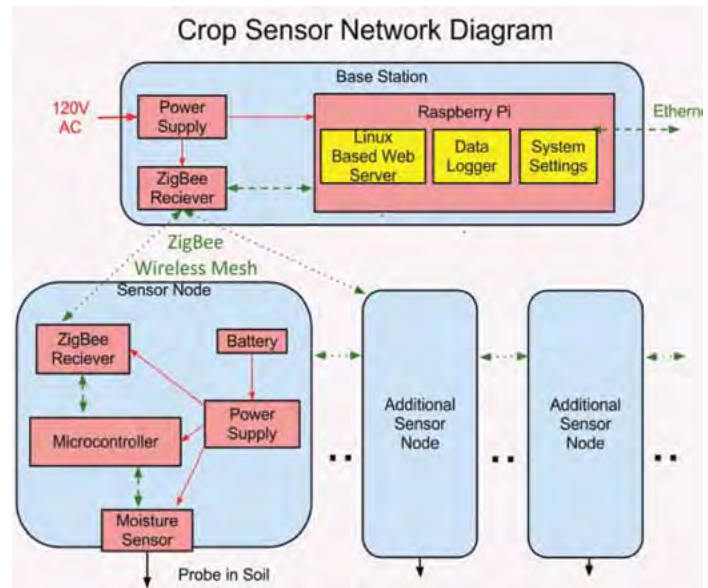 Crop Sensor Network Diagram
Base Station
120V
AC
Power
Supply
Raspberry Pi
Linux
Based Web
Server
Data
Logger
System
Settings
Etherne
ZigBee
Reciever
ZigBee
Wireless Mesh
Sensor Node
ZigBee
Reciever
Battery
Power
Supply
Microcontroller
Moisture
Sensor
Probe in Soil
Additional
Sensor
Node
Additional
Sensor
Node